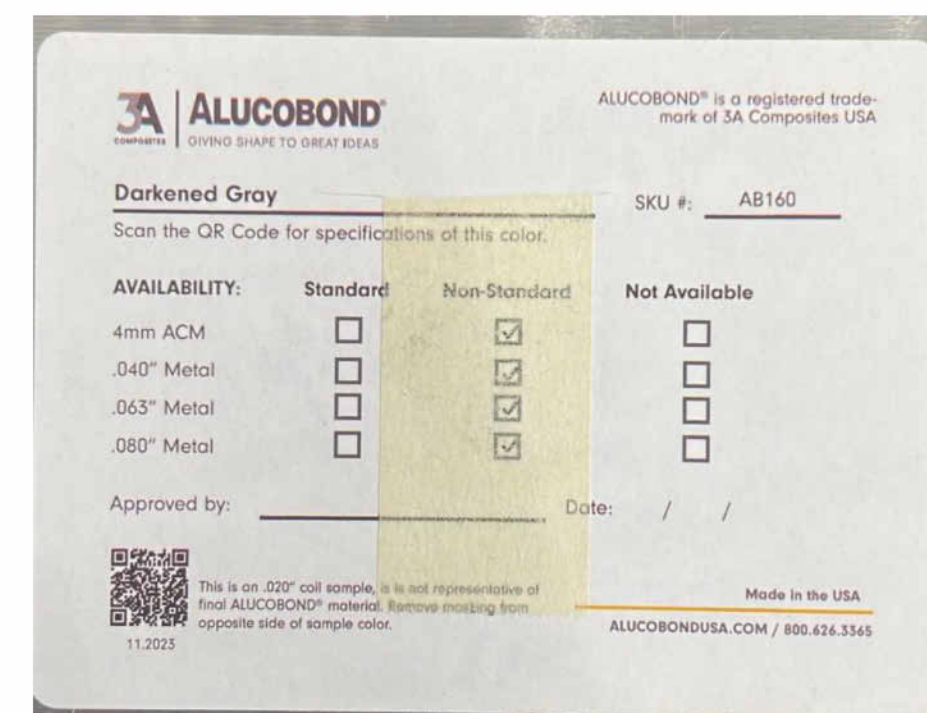 3A COMPOSITES
ALUCOBOND®
GIVING SHAPE TO GREAT IDEAS
ALUCOBOND® is a registered trade-
mark of 3A Composites USA
Darkened Gray
SKU #: AB160
Scan the QR Code for specifications of this color.
AVAILABILITY: Standard Non-Standard Not Available
4mm ACM
.040" Metal
.063" Metal
.080" Metal
Approved by: Date: / /
This is an .020" coil sample, is is not representative of
final ALUCOBOND® material. Remove masking from
opposite side of sample color.
11.2023
Made in the USA
ALUCOBONDUSA.COM / 800.626.3365